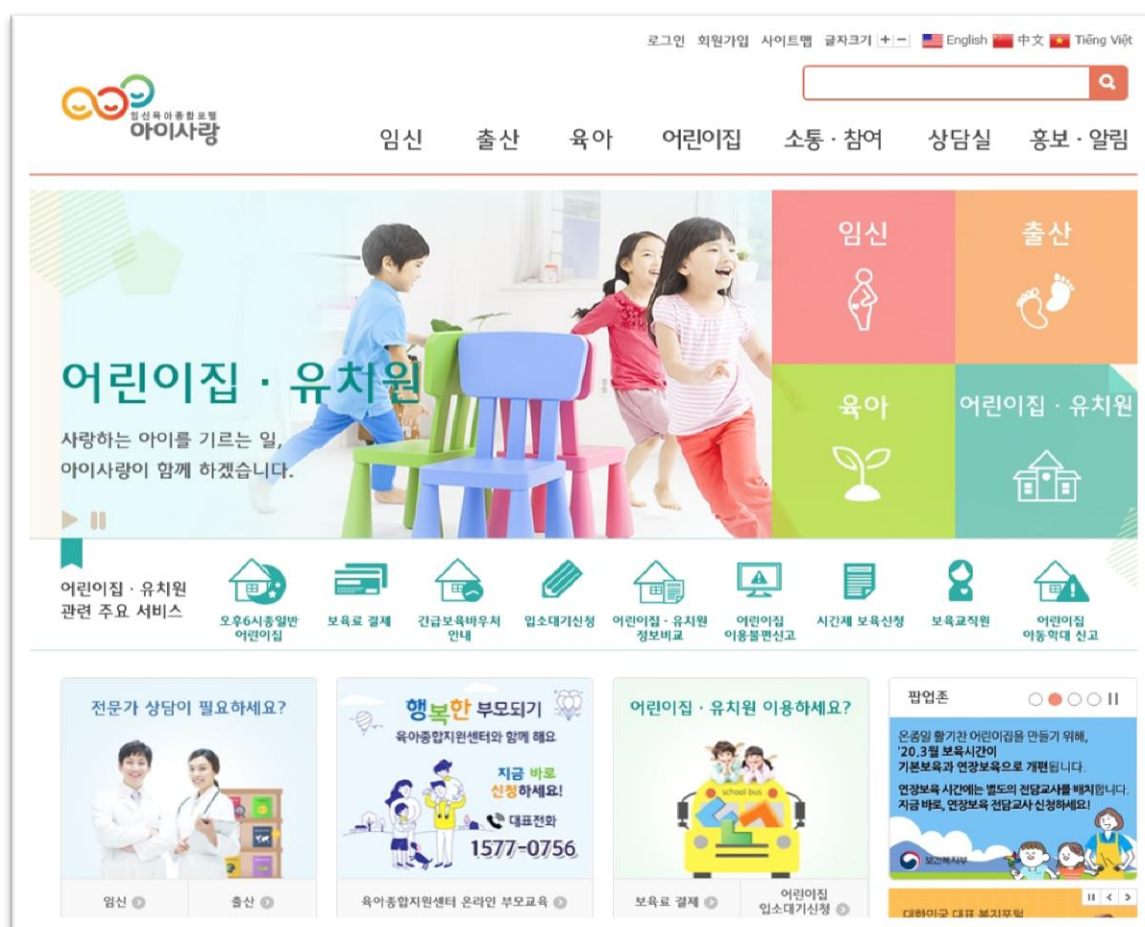 로그인 회원가입 사이트맵 글자크기 + - English 中文 Tiếng Việt
임신육아종합포털
아이사랑
임신 출산 육아 어린이집 소통 · 참여 상담실 홍보 · 알림
어린이집 · 유치원
사랑하는 아이를 기르는 일,
아이사랑이 함께 하겠습니다.
임신
출산
육아
어린이집 · 유치원
어린이집 · 유치원
관련 주요 서비스
오후6시종일반
어린이집
보육료 결제
긴급보육바우처
안내
입소대기신청
어린이집 · 유치원
정보비교
어린이집
이용불편신고
시간제 보육신청
보육교직원
어린이집
아동학대 신고
전문가 상담이 필요하세요?
임신
출산
행복한 부모되기
육아종합지원센터와 함께 해요
지금 바로
신청하세요!
대표전화
1577-0756
육아종합지원센터 온라인 부모교육
어린이집 · 유치원 이용하세요?
school bus
보육료 결제
어린이집
입소대기신청
팝업존
온종일 활기찬 어린이집을 만들기 위해,
'20.3월 보육시간이
기본보육과 연장보육으로 개편됩니다.
연장보육 시간에는 별도의 전담교사를 배치합니다.
지금 바로, 연장보육 전담교사 신청하세요!
보건복지부
대한민국 대표 복지포털